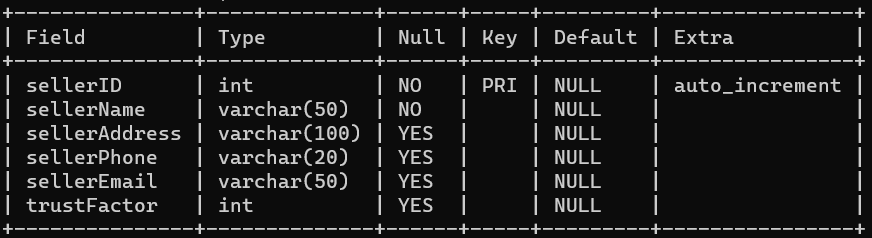 +---------------+--------------+------+-----+---------+----------------+
| Field         | Type         | Null | Key | Default | Extra          |
+---------------+--------------+------+-----+---------+----------------+
| sellerID      | int          | NO   | PRI | NULL    | auto_increment |
| sellerName    | varchar(50)  | NO   |     | NULL    |                |
| sellerAddress | varchar(100) | YES  |     | NULL    |                |
| sellerPhone   | varchar(20)  | YES  |     | NULL    |                |
| sellerEmail   | varchar(50)  | YES  |     | NULL    |                |
| trustFactor   | int          | YES  |     | NULL    |                |
+---------------+--------------+------+-----+---------+----------------+